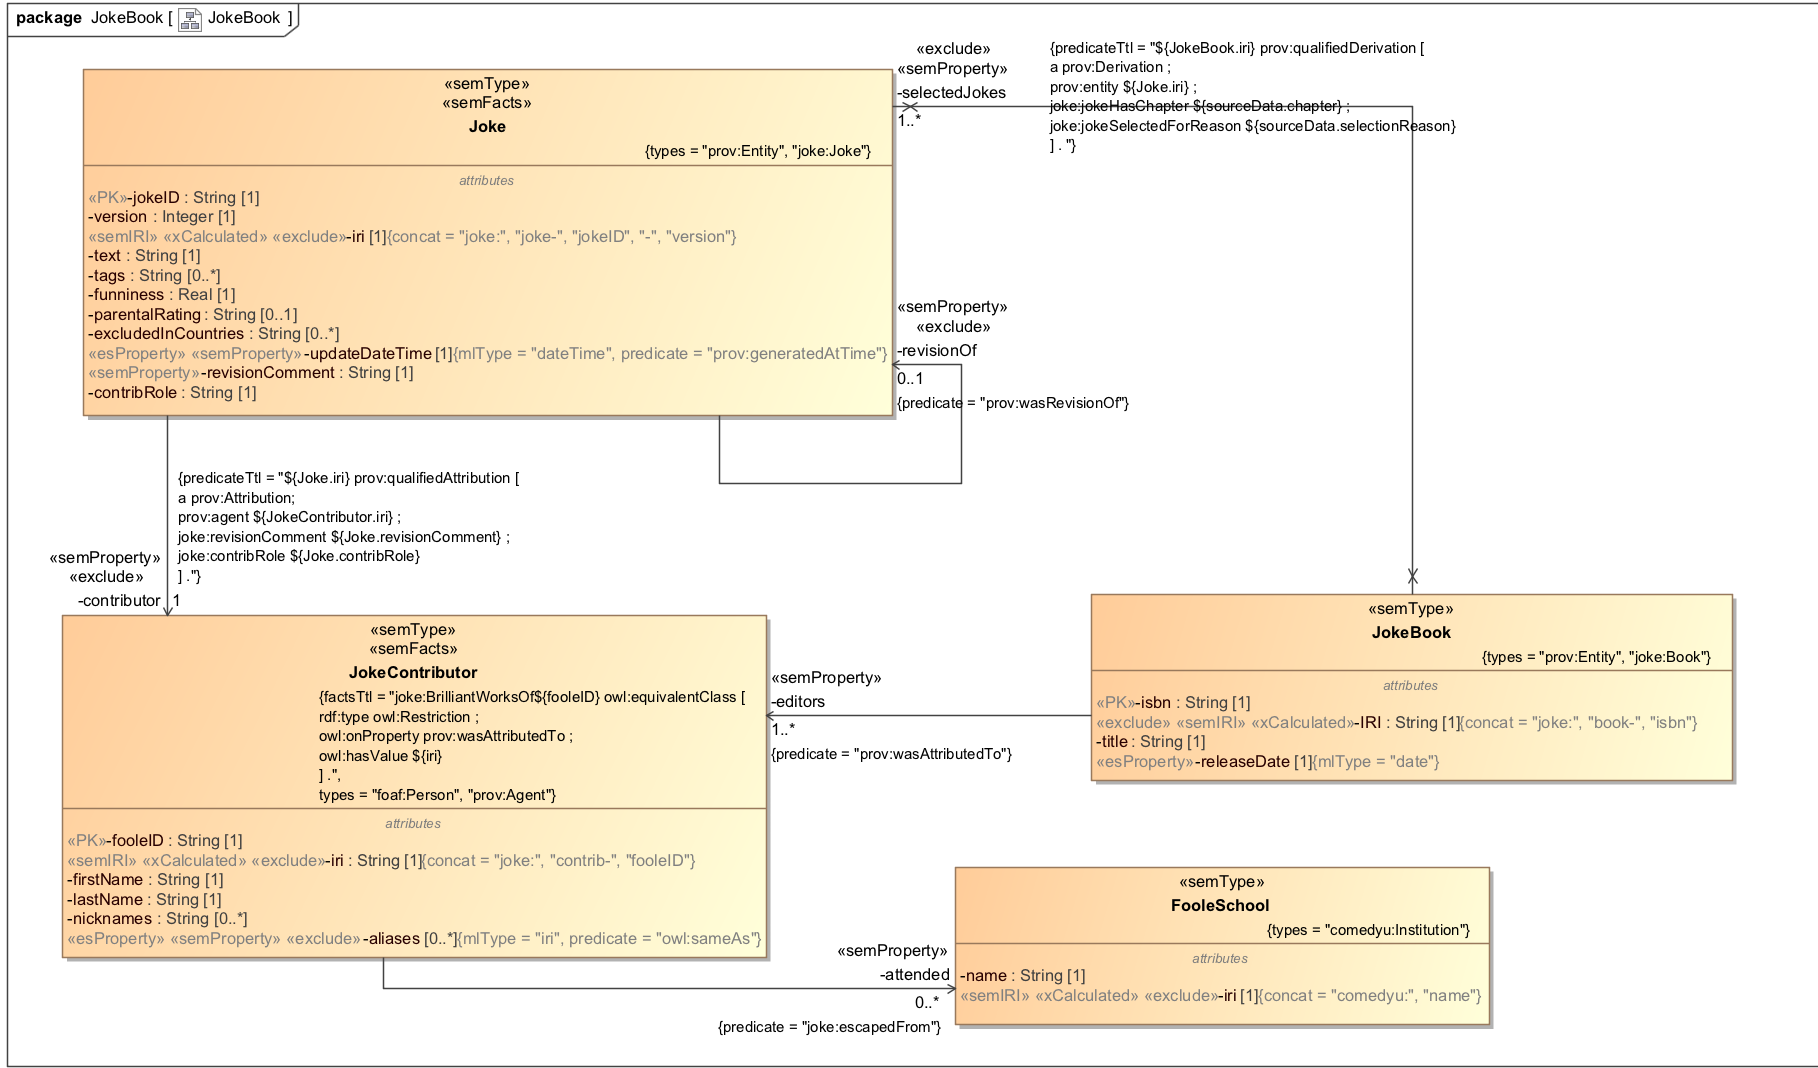 package JokeBook [ JokeBook ]
«semType»
«semFacts»
Joke
{types = "prov:Entity", "joke:Joke"}
attributes
«PK»-jokeID : String [1]
-version : Integer [1]
«semIRI» «xCalculated» «exclude»-iri [1]{concat = "joke:", "joke-", "jokeID", "-", "version"}
-text : String [1]
-tags : String [0..*]
-funniness : Real [1]
-parentalRating : String [0..1]
-excludedInCountries : String [0..*]
«esProperty» «semProperty»-updateDateTime [1]{mlType = "dateTime", predicate = "prov:generatedAtTime"}
«semProperty»-revisionComment : String [1]
-contribRole : String [1]
«exclude»
«semProperty»
-selectedJokes
1..*
{predicateTtl = "${JokeBook.iri} prov:qualifiedDerivation [
a prov:Derivation ;
prov:entity ${Joke.iri} ;
joke:jokeHasChapter ${sourceData.chapter} ;
joke:jokeSelectedForReason ${sourceData.selectionReason}
] . "}
«semProperty»
«exclude»
-revisionOf
0..1
{predicate = "prov:wasRevisionOf"}
{predicateTtl = "${Joke.iri} prov:qualifiedAttribution [
a prov:Attribution;
prov:agent ${JokeContributor.iri} ;
joke:revisionComment ${Joke.revisionComment} ;
joke:contribRole ${Joke.contribRole}
] ."}
«semProperty»
«exclude»
-contributor
1
«semType»
«semFacts»
JokeContributor
{factsTtl = "joke:BrilliantWorksOf${fooleID} owl:equivalentClass [
rdf:type owl:Restriction ;
owl:onProperty prov:wasAttributedTo ;
owl:hasValue ${iri}
] .",
types = "foaf:Person", "prov:Agent"}
attributes
«PK»-fooleID : String [1]
«semIRI» «xCalculated» «exclude»-iri : String [1]{concat = "joke:", "contrib-", "fooleID"}
-firstName : String [1]
-lastName : String [1]
-nicknames : String [0..*]
«esProperty» «semProperty» «exclude»-aliases [0..*]{mlType = "iri", predicate = "owl:sameAs"}
«semProperty»
-editors
1..*
{predicate = "prov:wasAttributedTo"}
«semType»
JokeBook
{types = "prov:Entity", "joke:Book"}
attributes
«PK»-isbn : String [1]
«exclude» «semIRI» «xCalculated»-IRI : String [1]{concat = "joke:", "book-", "isbn"}
-title : String [1]
«esProperty»-releaseDate [1]{mlType = "date"}
«semProperty»
-attended
0..*
{predicate = "joke:escapedFrom"}
«semType»
FooleSchool
{types = "comedyu:Institution"}
attributes
-name : String [1]
«semIRI» «xCalculated» «exclude»-iri [1]{concat = "comedyu:", "name"}